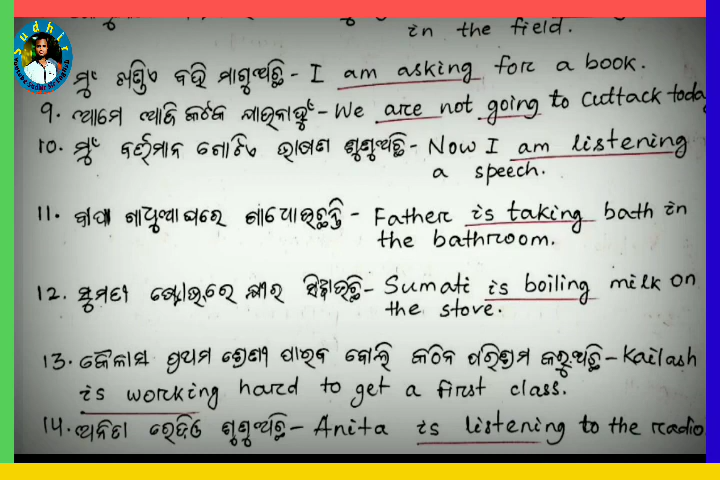 in the field.
Sudhir
ମୁଁ ଖଣ୍ଡିଏ ବହି ମାଗୁଅଛି - I am asking for a book.
9. ଆମେ ଆଜି କଟକ ଯାଉନାହୁଁ - We are not going to Cuttack today
10. ମୁଁ ବର୍ତ୍ତମାନ ଗୋଟିଏ ଭାଷଣ ଶୁଣୁଅଛି - Now I am listening
a speech.
11. ବାପା ଗାଧୁଆ ଘରେ ଗାଧୋଉଛନ୍ତି - Father is taking bath in
the bathroom.
12. ସୁମତୀ ଷ୍ଟୋଭ୍‌ରେ କ୍ଷୀର ସିଝାଉଛି - Sumati is boiling milk on
the stove.
13. କୈଳାସ ପ୍ରଥମ ଶ୍ରେଣୀ ପାଇବ ବୋଲି କଠିନ ପରିଶ୍ରମ କରୁଅଛି - Kailash
is working hard to get a first class.
14. ଅନିତା ରେଡିଓ ଶୁଣୁଅଛି - Anita is listening to the radio